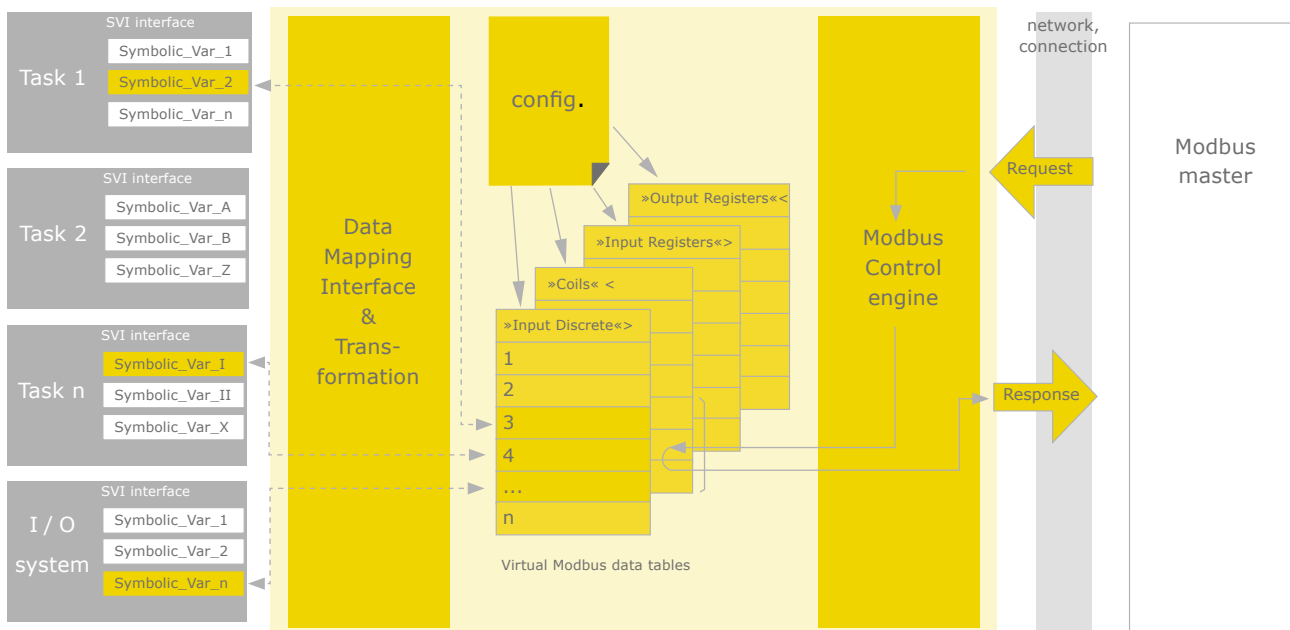 SVI interface
Task 1
Symbolic_Var_1
Symbolic_Var_2
Symbolic_Var_n
SVI interface
Task 2
Symbolic_Var_A
Symbolic_Var_B
Symbolic_Var_Z
SVI interface
Task n
Symbolic_Var_I
Symbolic_Var_II
Symbolic_Var_X
SVI interface
I / O
system
Symbolic_Var_1
Symbolic_Var_2
Symbolic_Var_n
Data
Mapping
Interface
&
Trans-
formation
config.
»Output Registers«<
»Input Registers«>
»Coils« <
»Input Discrete«>
1
2
3
4
...
n
Virtual Modbus data tables
Modbus
Control
engine
network,
connection
Request
Response
Modbus
master